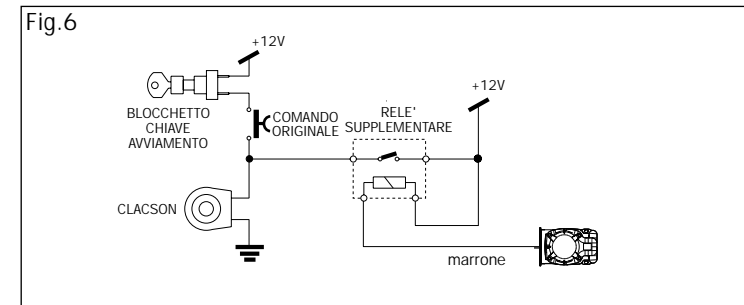 Fig.6
+12V
+12V
BLOCCHETTO
CHIAVE
AVVIAMENTO
COMANDO
ORIGINALE
RELE'
SUPPLEMENTARE
CLACSON
marrone